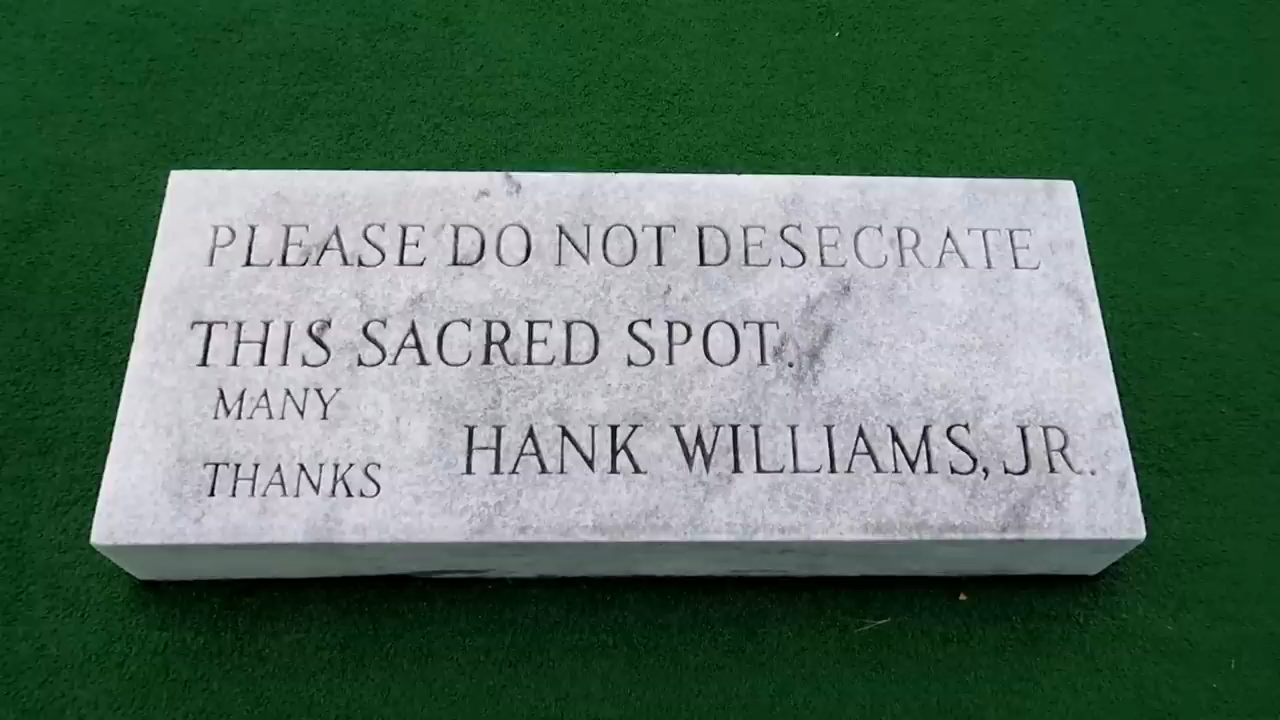 PLEASE DO NOT DESECRATE
THIS SACRED SPOT.
MANY
THANKS
HANK WILLIAMS, JR.